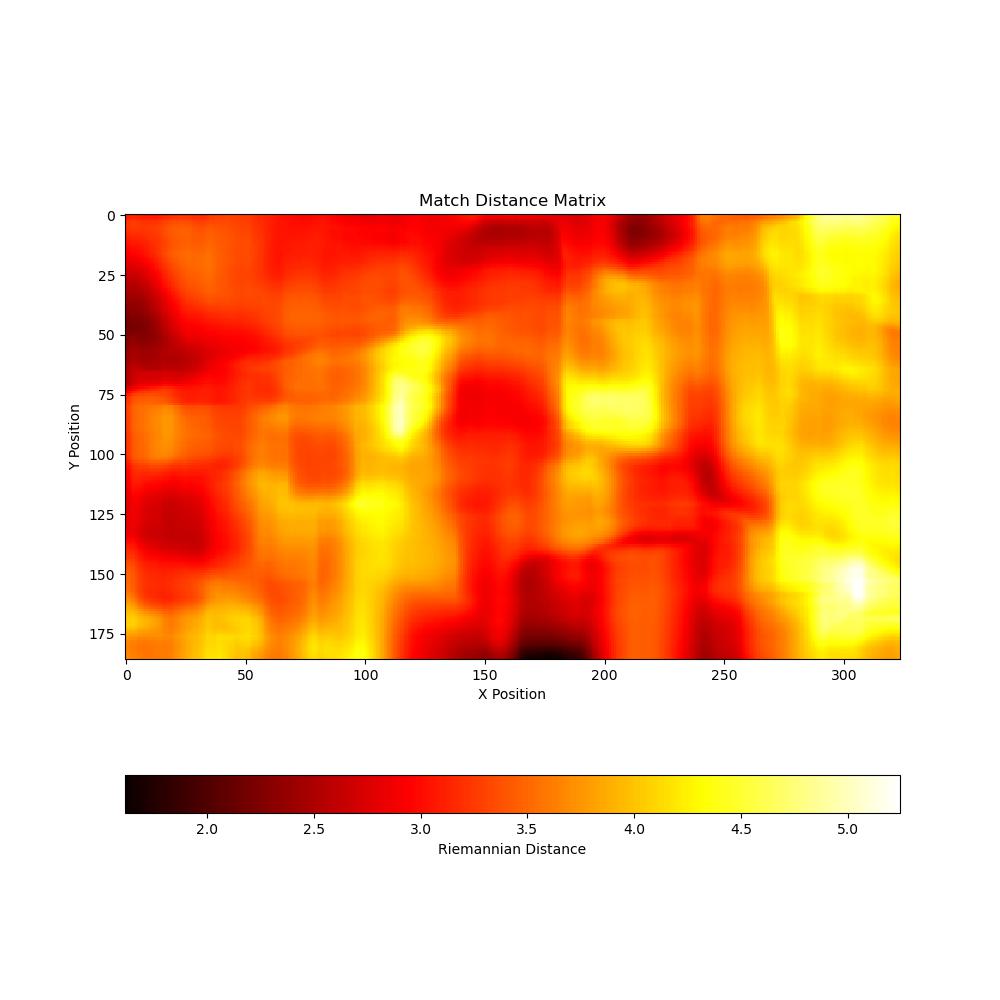 Match Distance Matrix
0
25
50
75
100
125
150
175
Y Position
0 50 100 150 200 250 300
X Position
2.0 2.5 3.0 3.5 4.0 4.5 5.0
Riemannian Distance